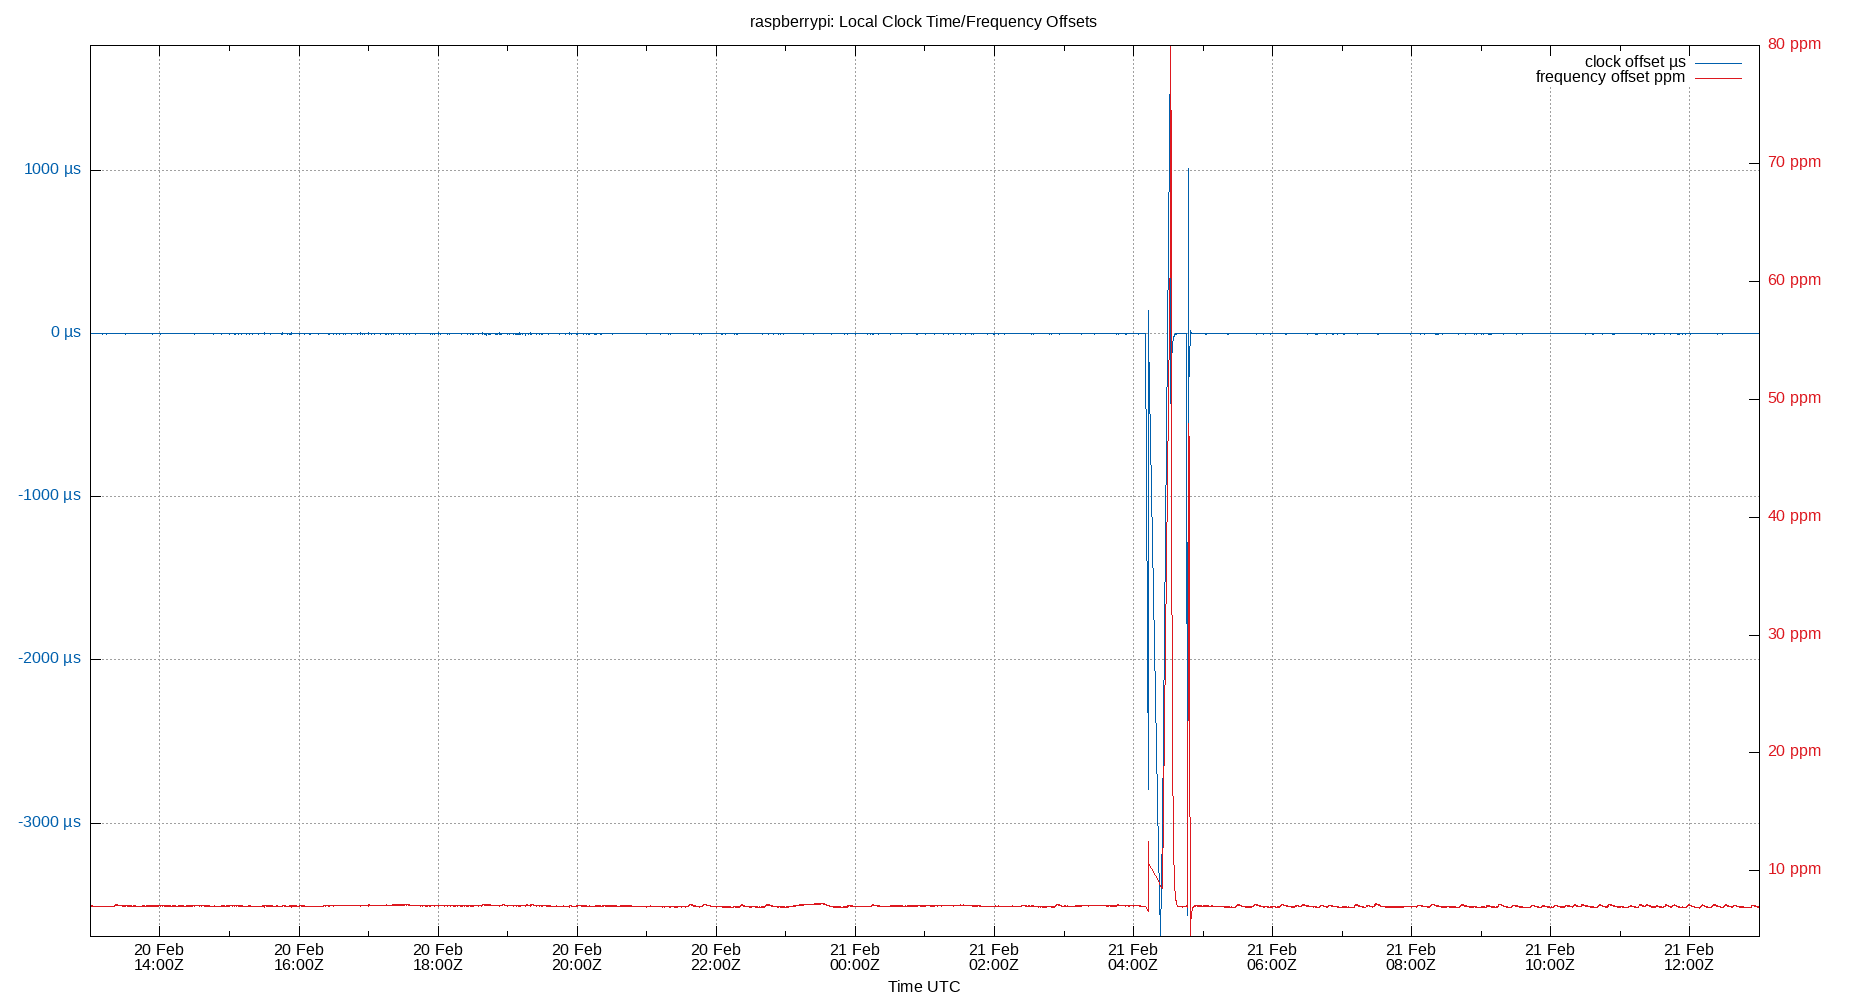 raspberrypi: Local Clock Time/Frequency Offsets
80 ppm
clock offset µs
frequency offset ppm
1000 µs
70 ppm
60 ppm
0 µs
50 ppm
-1000 µs
40 ppm
30 ppm
-2000 µs
20 ppm
-3000 µs
10 ppm
20 Feb 20 Feb 20 Feb 20 Feb 20 Feb 21 Feb 21 Feb 21 Feb 21 Feb 21 Feb 21 Feb 21 Feb
14:00Z 16:00Z 18:00Z 20:00Z 22:00Z 00:00Z 02:00Z 04:00Z 06:00Z 08:00Z 10:00Z 12:00Z
Time UTC